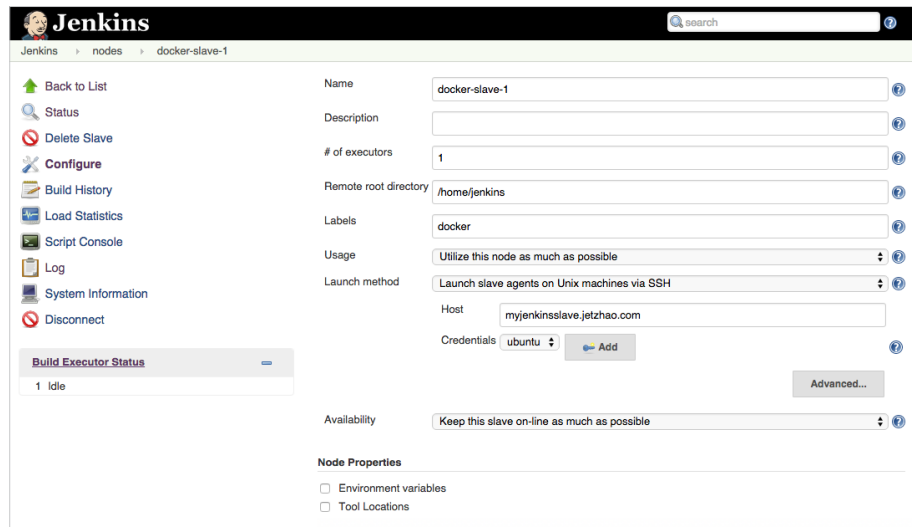 Jenkins
search
Jenkins nodes docker-slave-1
Back to List
Status
Delete Slave
Configure
Build History
Load Statistics
Script Console
Log
System Information
Disconnect
Build Executor Status
1 Idle
Name docker-slave-1
Description
# of executors 1
Remote root directory /home/jenkins
Labels docker
Usage Utilize this node as much as possible
Launch method Launch slave agents on Unix machines via SSH
Host myjenkinsslave.jetzhao.com
Credentials ubuntu Add
Advanced...
Availability Keep this slave on-line as much as possible
Node Properties
Environment variables
Tool Locations